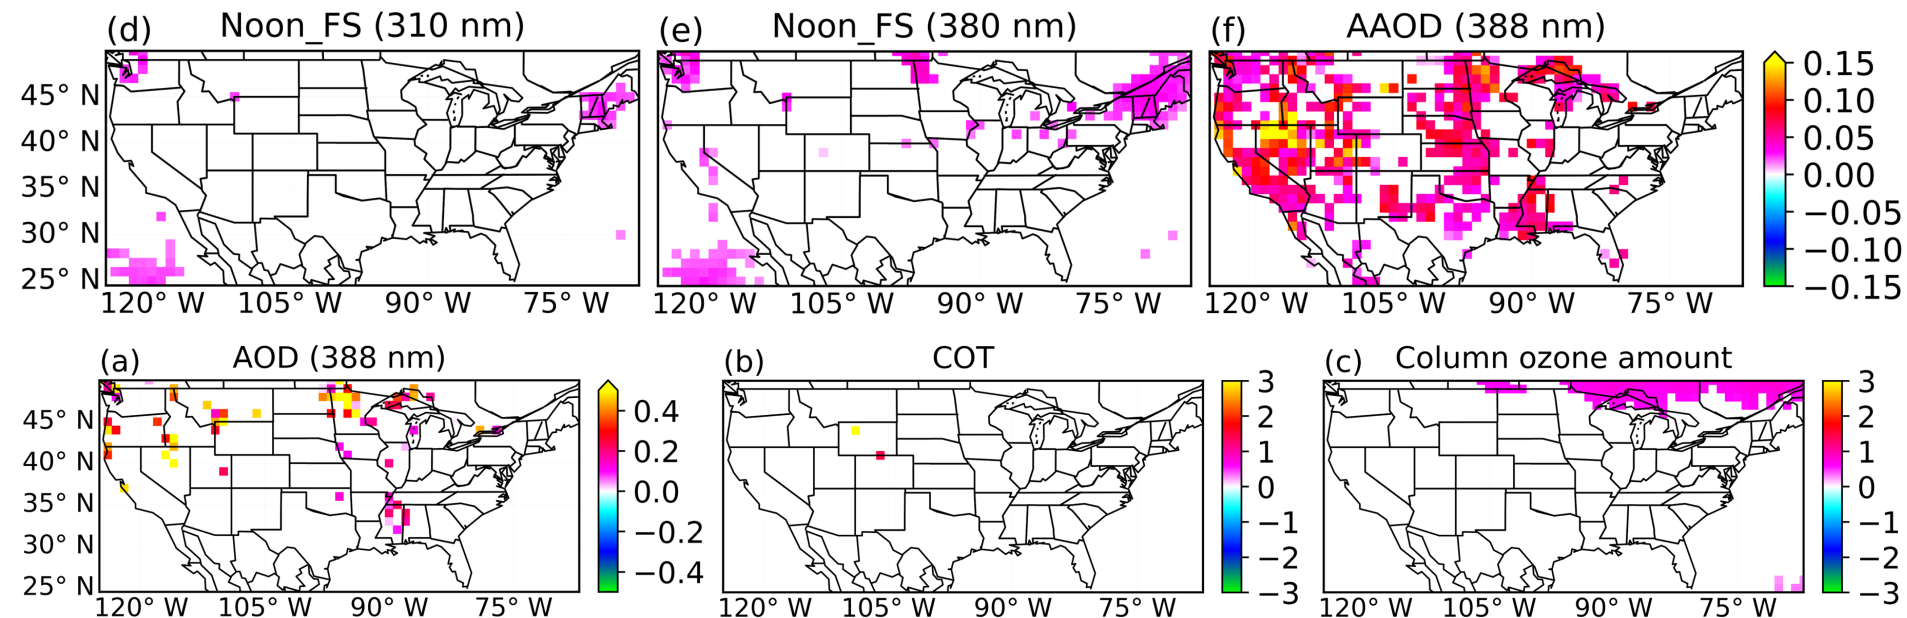 (d) Noon_FS (310 nm) (e) Noon_FS (380 nm) (f) AAOD (388 nm)
45° N
40° N
35° N
30° N
25° N
120° W 105° W 90° W 75° W
120° W 105° W 90° W 75° W
120° W 105° W 90° W 75° W
0.15
0.10
0.05
0.00
−0.05
−0.10
−0.15
(a) AOD (388 nm) (b) COT (c) Column ozone amount
45° N
40° N
35° N
30° N
25° N
120° W 105° W 90° W 75° W
0.4
0.2
0.0
−0.2
−0.4
120° W 105° W 90° W 75° W
3
2
1
0
−1
−2
−3
120° W 105° W 90° W 75° W
3
2
1
0
−1
−2
−3